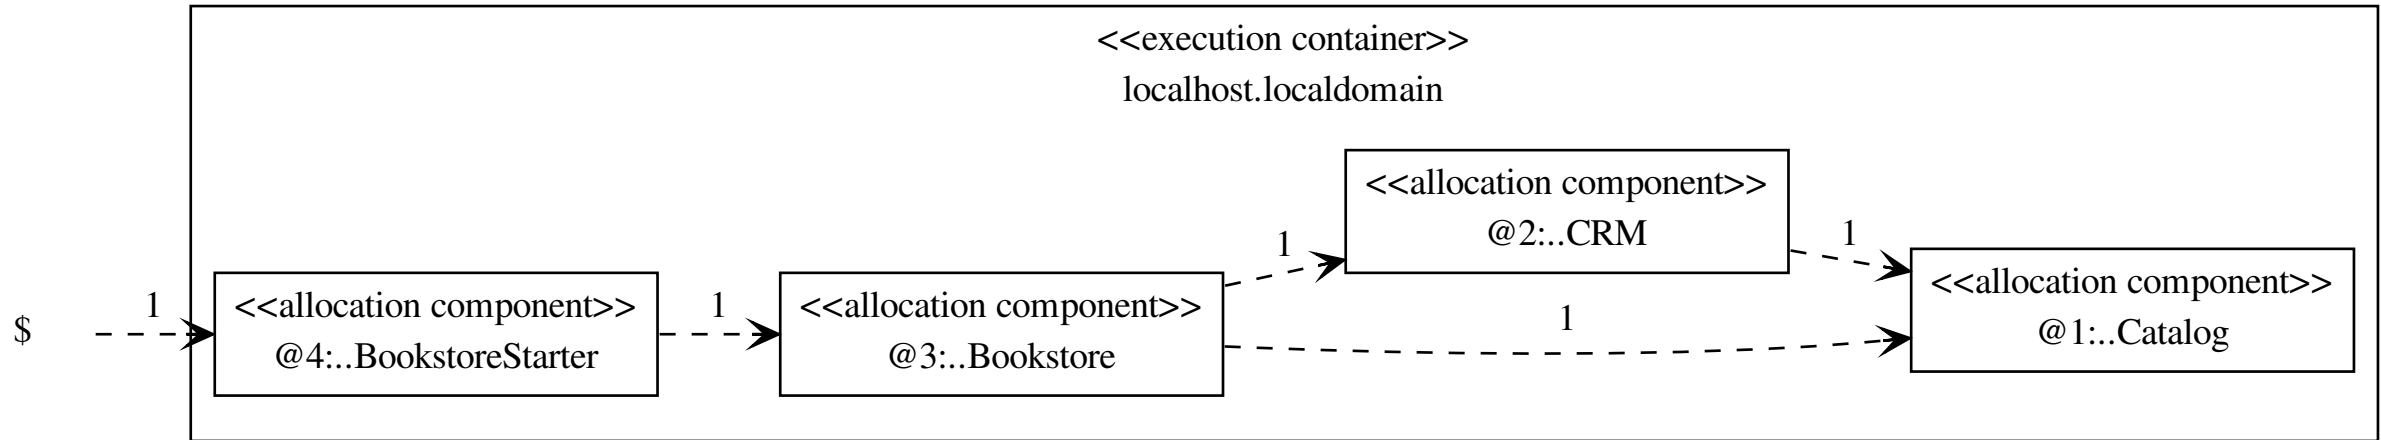 <<execution container>>
localhost.localdomain
$
1
<<allocation component>>
@4:..BookstoreStarter
1
<<allocation component>>
@3:..Bookstore
1
<<allocation component>>
@2:..CRM
1
1
<<allocation component>>
@1:..Catalog